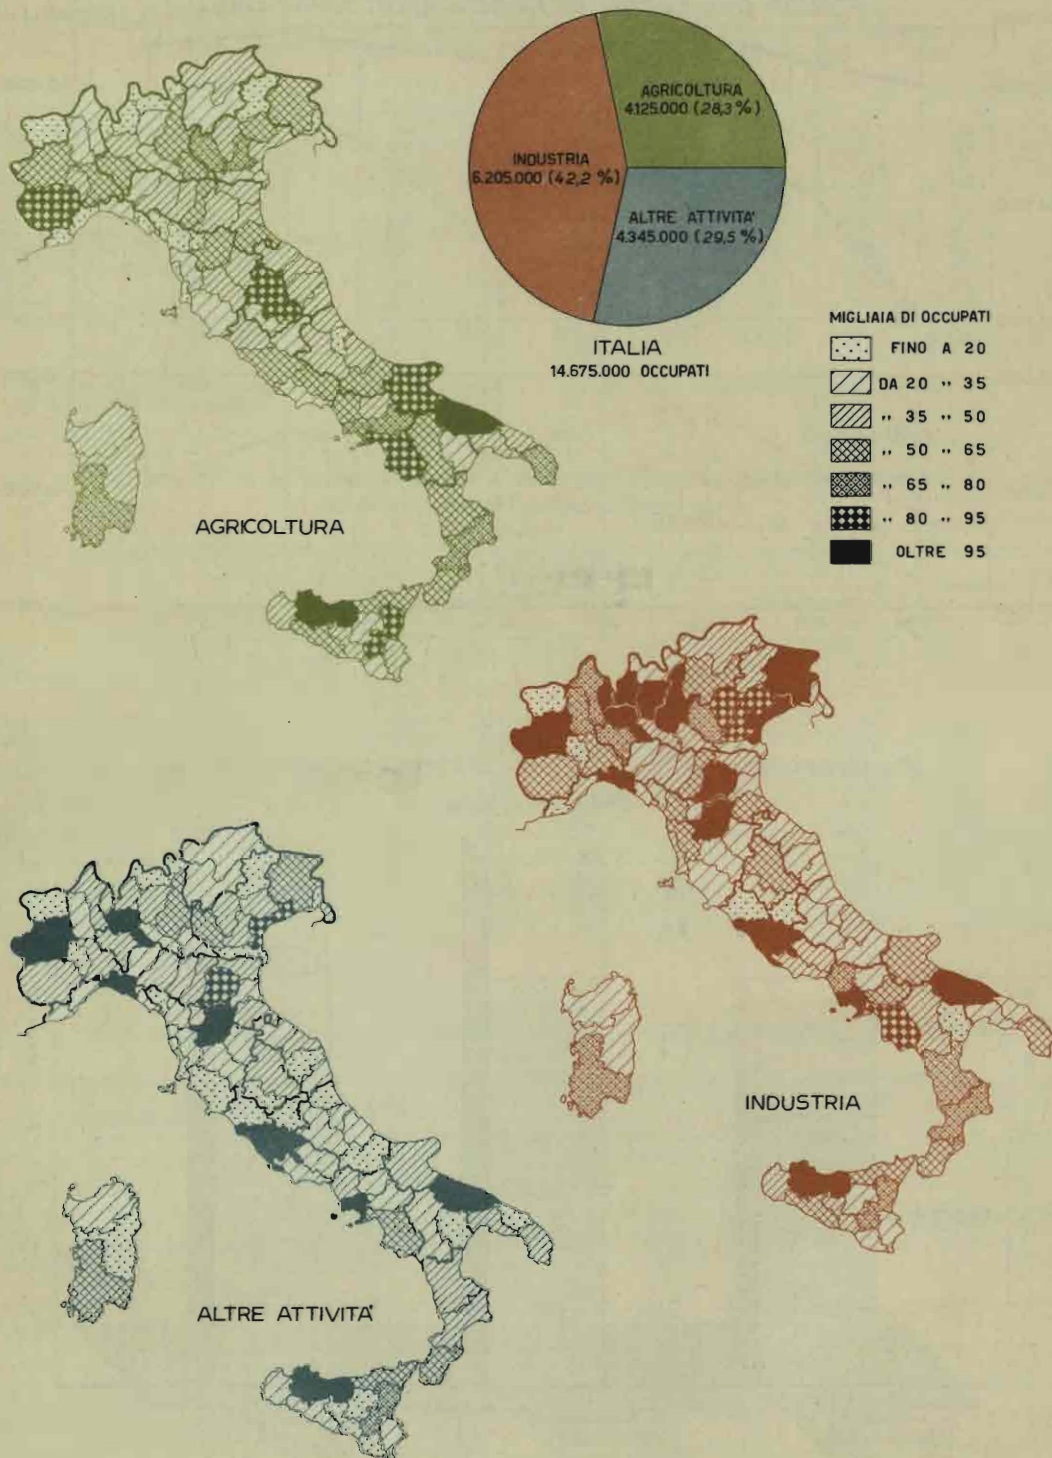 AGRICOLTURA
4.125.000 (28,3 %)
INDUSTRIA
6.205.000 (42,2 %)
ALTRE ATTIVITA'
4.345.000 (29,5 %)
ITALIA
14.675.000 OCCUPATI
MIGLIAIA DI OCCUPATI
FINO A 20
DA 20 " 35
" 35 " 50
" 50 " 65
" 65 " 80
" 80 " 95
OLTRE 95
AGRICOLTURA
INDUSTRIA
ALTRE ATTIVITA'